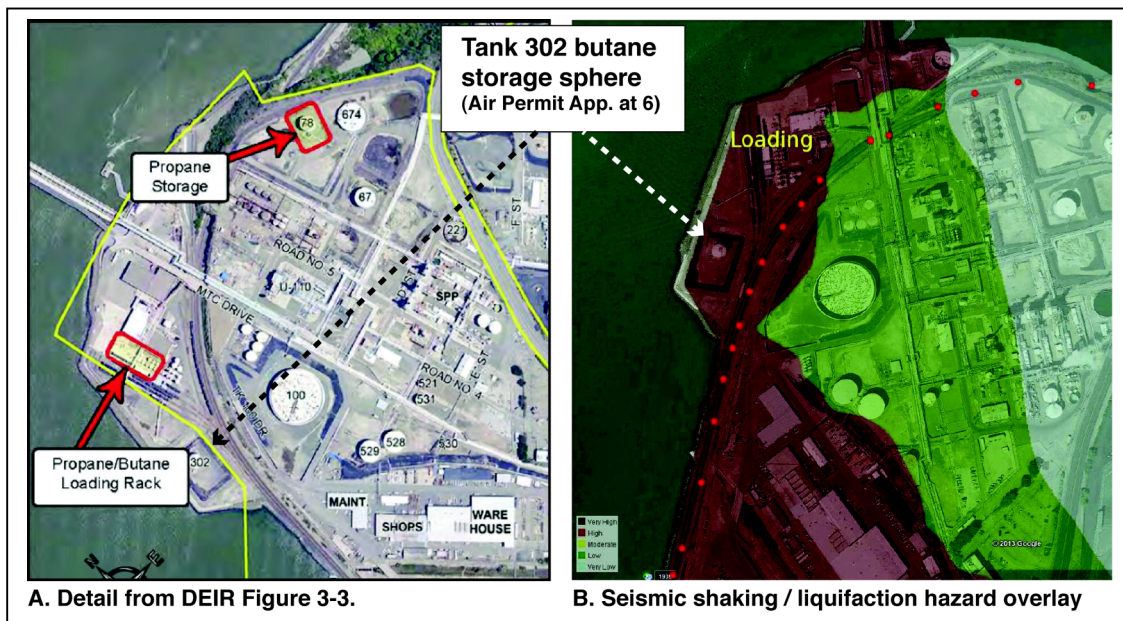 Tank 302 butane
storage sphere
(Air Permit App. at 6)
78
674
Propane
Storage
67
221
F. ST.
ROAD NO. 5
U-110
SPP
MTC DRIVE
E. ST.
ROAD NO. 4
521
531
100
530
528
529
302
Propane/Butane
Loading Rack
MAINT.
SHOPS
WARE
HOUSE
N
E
A. Detail from DEIR Figure 3-3.
Loading
Very High
High
Moderate
Low
Very Low
© 2013 Google
B. Seismic shaking / liquifaction hazard overlay